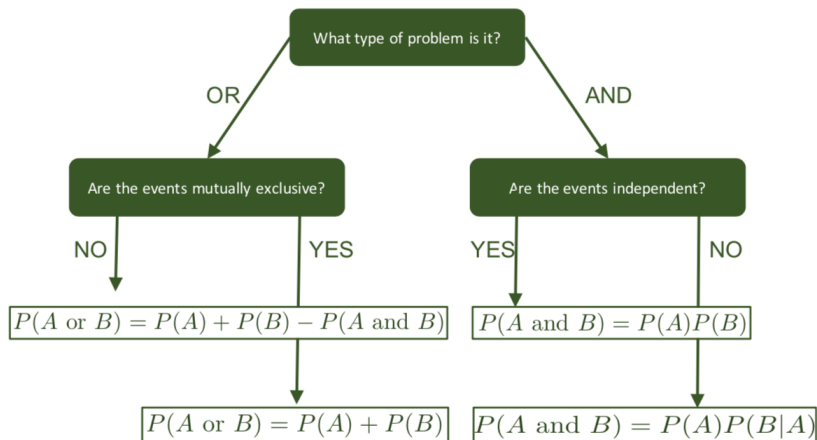 What type of problem is it?
OR
AND
Are the events mutually exclusive?
Are the events independent?
NO
YES
YES
NO
P(A or B) = P(A) + P(B) − P(A and B)
P(A and B) = P(A)P(B)
P(A or B) = P(A) + P(B)
P(A and B) = P(A)P(B|A)